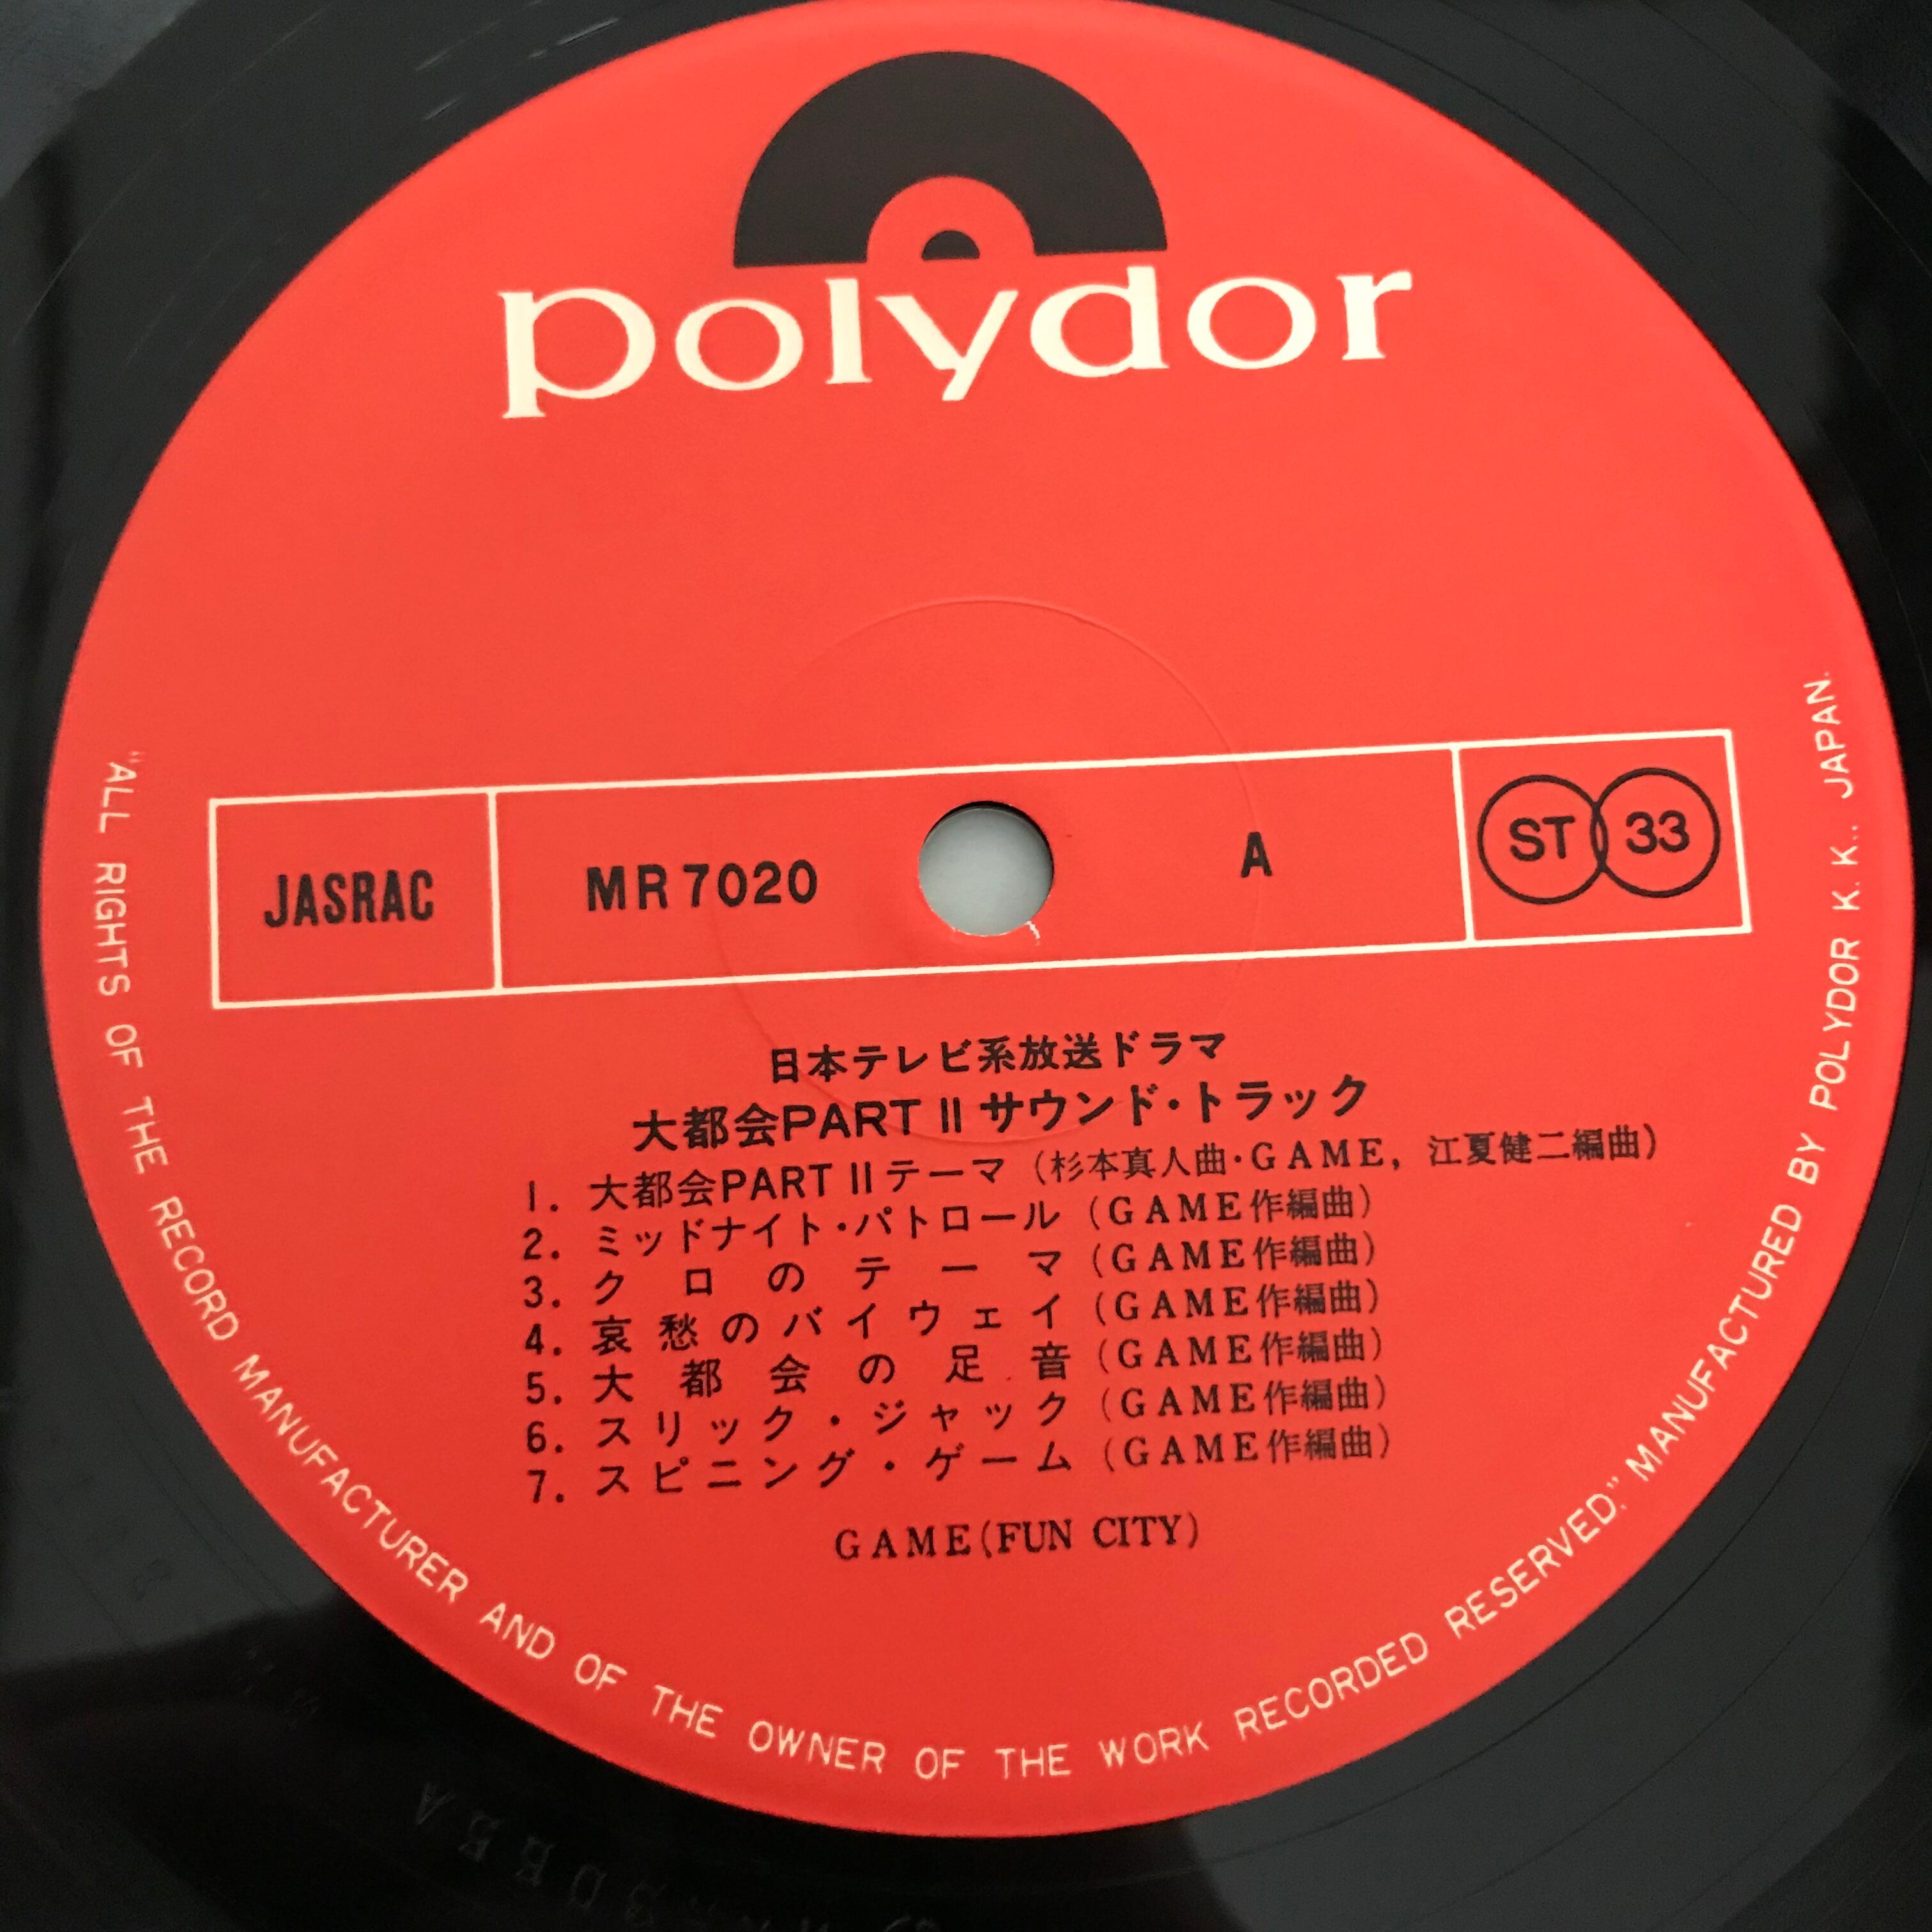 polydor
JASRAC
MR 7020
A
ST 33
日本テレビ系放送ドラマ
大都会PART II サウンド・トラック
1. 大都会PART II テーマ (杉本真人曲・GAME, 江夏健二編曲)
2. ミッドナイト・パトロール (GAME作編曲)
3. クロのテーマ (GAME作編曲)
4. 哀愁のバイウェイ (GAME作編曲)
5. 大都会の足音 (GAME作編曲)
6. スリック・ジャック (GAME作編曲)
7. スピニング・ゲーム (GAME作編曲)
GAME(FUN CITY)
"ALL RIGHTS OF THE RECORD MANUFACTURER AND OF THE OWNER OF THE WORK RECORDED RESERVED." MANUFACTURED BY POLYDOR K. K., JAPAN.